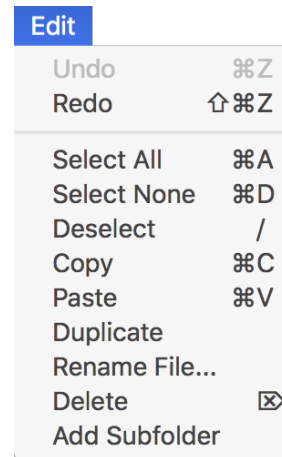 Edit
Undo ⌘Z
Redo ⇧⌘Z
Select All ⌘A
Select None ⌘D
Deselect /
Copy ⌘C
Paste ⌘V
Duplicate
Rename File...
Delete ⌦
Add Subfolder